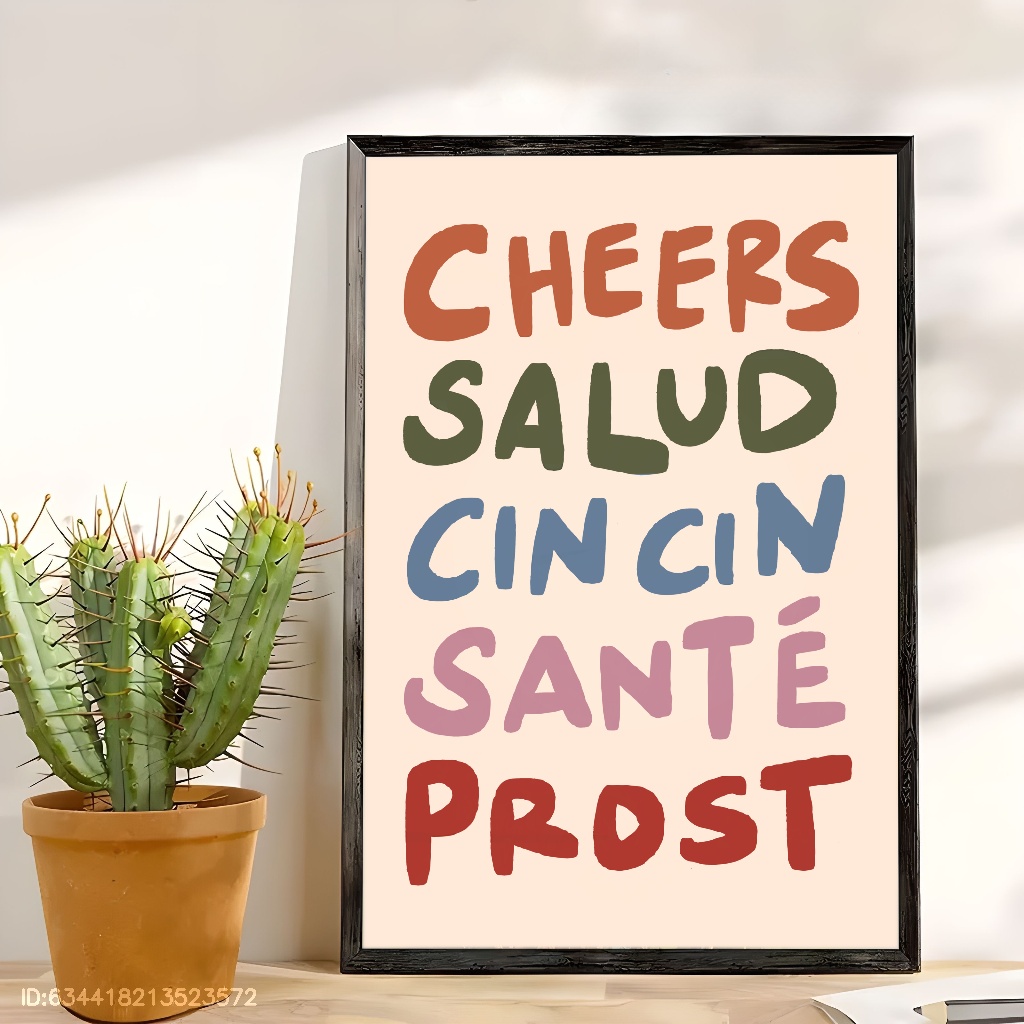 CHEERS
SALUD
CIN CIN
SANTÉ
PROST
ID:634418213523572